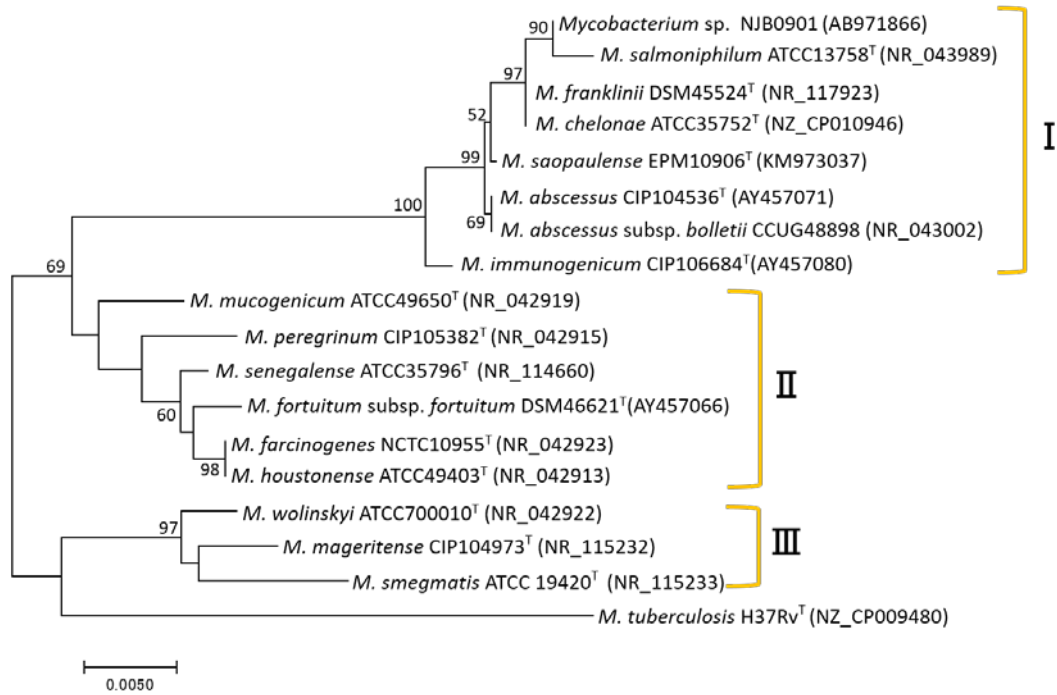 90
Mycobacterium sp. NJB0901 (AB971866)
M. salmoniphilum ATCC13758ᵀ (NR_043989)
97
M. franklinii DSM45524ᵀ (NR_117923)
M. chelonae ATCC35752ᵀ (NZ_CP010946)
I
52
99
M. saopaulense EPM10906ᵀ (KM973037)
M. abscessus CIP104536ᵀ (AY457071)
100
69
M. abscessus subsp. bolletii CCUG48898 (NR_043002)
M. immunogenicum CIP106684ᵀ(AY457080)
69
M. mucogenicum ATCC49650ᵀ (NR_042919)
M. peregrinum CIP105382ᵀ (NR_042915)
M. senegalense ATCC35796ᵀ (NR_114660)
II
60
M. fortuitum subsp. fortuitum DSM46621ᵀ(AY457066)
M. farcinogenes NCTC10955ᵀ (NR_042923)
98
M. houstonense ATCC49403ᵀ (NR_042913)
97
M. wolinskyi ATCC700010ᵀ (NR_042922)
M. mageritense CIP104973ᵀ (NR_115232)
III
M. smegmatis ATCC 19420ᵀ (NR_115233)
M. tuberculosis H37Rvᵀ (NZ_CP009480)
0.0050